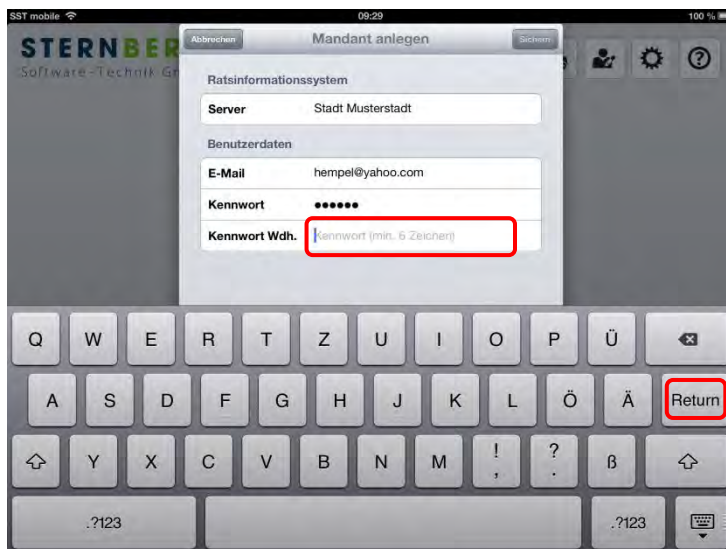 SST mobile 09:29 100 %
STERNBER
Software-Technik G
Abbrechen Mandant anlegen Sichern
Ratsinformationssystem
Server Stadt Musterstadt
Benutzerdaten
E-Mail hempel@yahoo.com
Kennwort ●●●●●●
Kennwort Wdh. Kennwort (min. 6 Zeichen)
Q W E R T Z U I O P Ü
A S D F G H J K L Ö Ä Return
Y X C V B N M ! , ? . ß
.?123 .?123